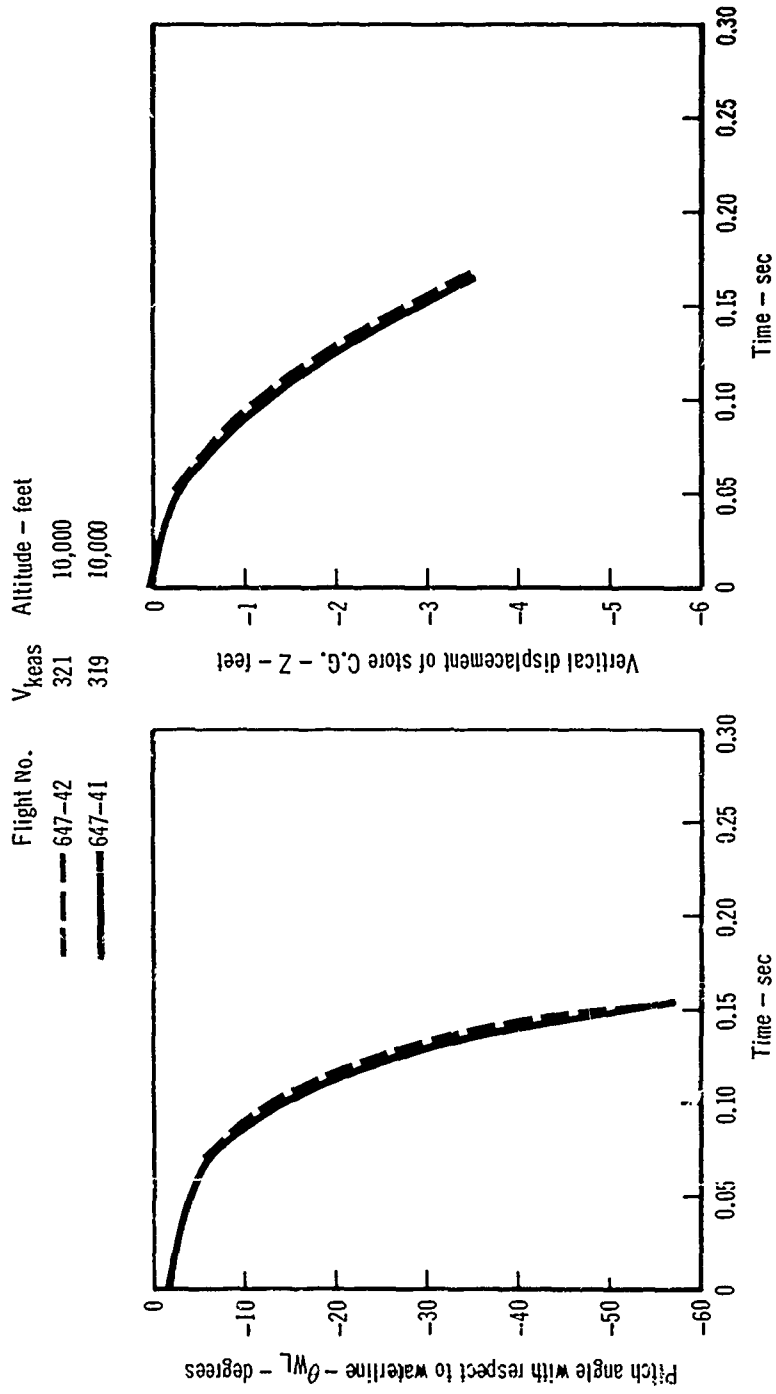 Flight No. V_keas Altitude – feet
647–42 321 10,000
647–41 319 10,000
Pitch angle with respect to waterline – θ_WL – degrees
0
–10
–20
–30
–40
–50
–60
0 0.05 0.10 0.15 0.20 0.25 0.30
Time – sec
Vertical displacement of store C.G. – Z – feet
0
–1
–2
–3
–4
–5
–6
0 0.05 0.10 0.15 0.20 0.25 0.30
Time – sec